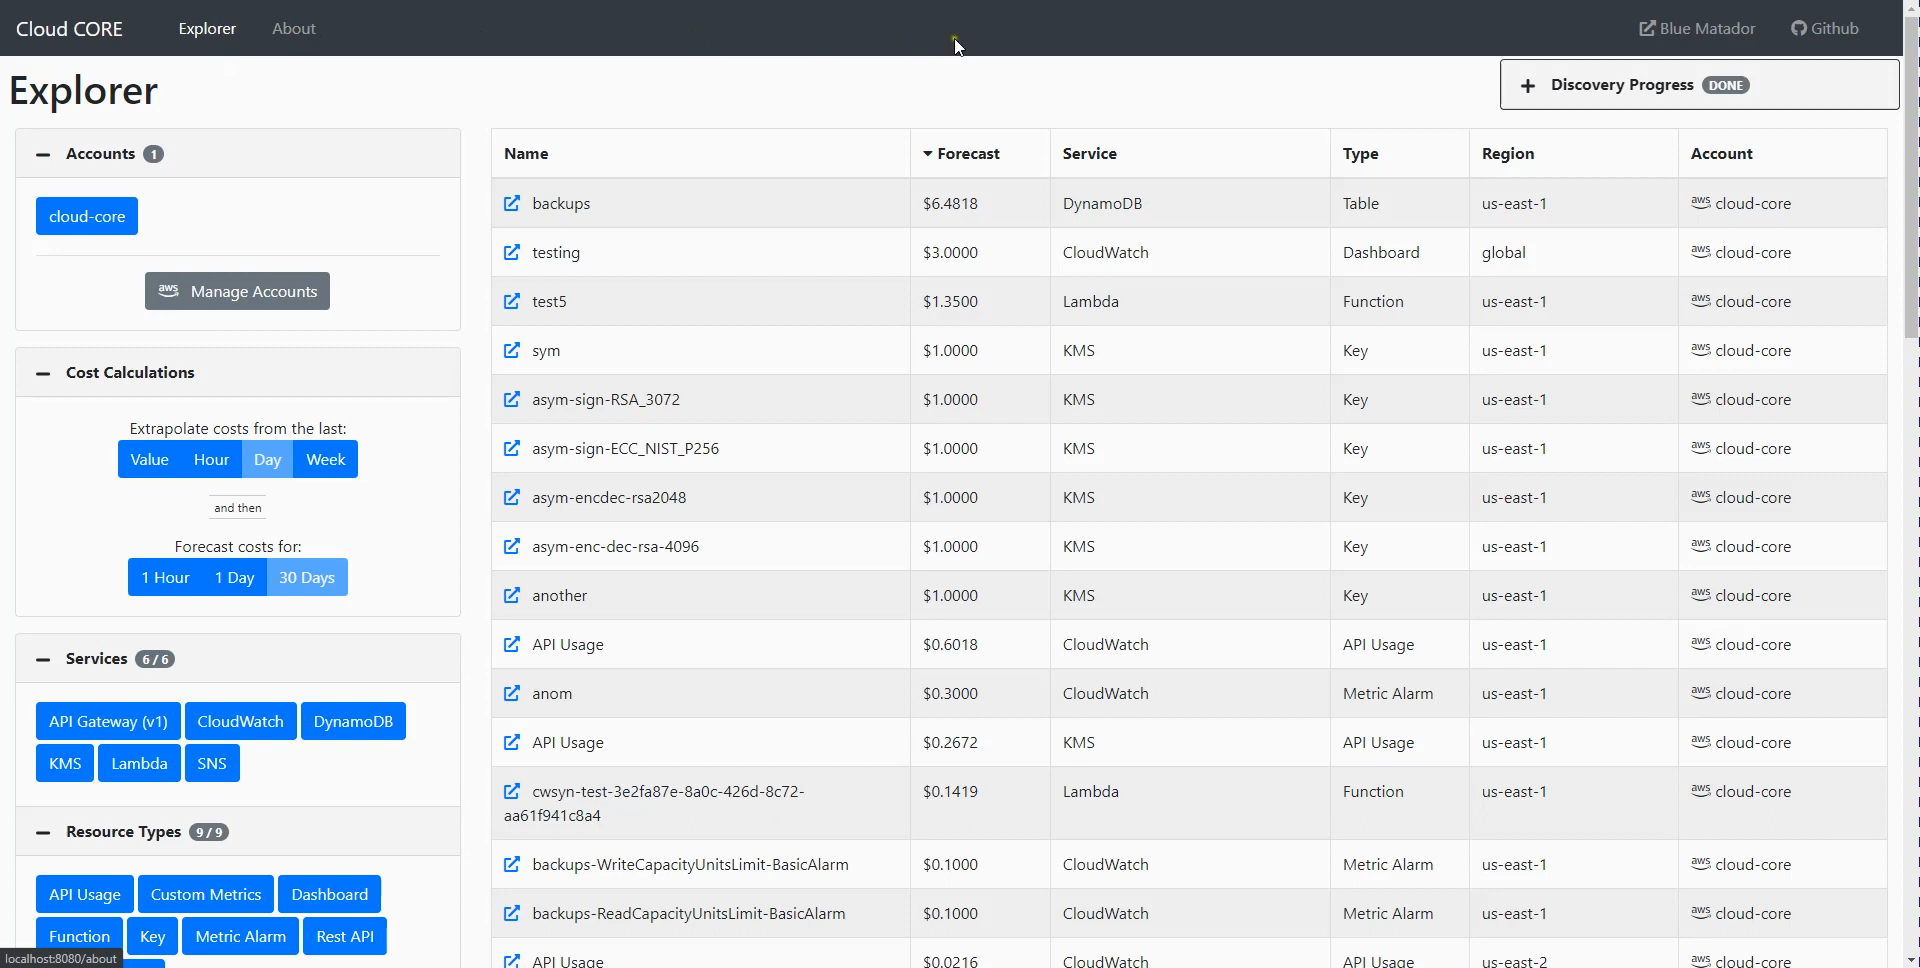 Cloud CORE Explorer About Blue Matador Github
Explorer
Discovery Progress DONE
Accounts 1
cloud-core
aws Manage Accounts
Cost Calculations
Extrapolate costs from the last:
Value Hour Day Week
and then
Forecast costs for:
1 Hour 1 Day 30 Days
Services 6 / 6
API Gateway (v1) CloudWatch DynamoDB
KMS Lambda SNS
Resource Types 9 / 9
API Usage Custom Metrics Dashboard
Function Key Metric Alarm Rest API
localhost:8080/about
Name Forecast Service Type Region Account
backups $6.4818 DynamoDB Table us-east-1 aws cloud-core
testing $3.0000 CloudWatch Dashboard global aws cloud-core
test5 $1.3500 Lambda Function us-east-1 aws cloud-core
sym $1.0000 KMS Key us-east-1 aws cloud-core
asym-sign-RSA_3072 $1.0000 KMS Key us-east-1 aws cloud-core
asym-sign-ECC_NIST_P256 $1.0000 KMS Key us-east-1 aws cloud-core
asym-encdec-rsa2048 $1.0000 KMS Key us-east-1 aws cloud-core
asym-enc-dec-rsa-4096 $1.0000 KMS Key us-east-1 aws cloud-core
another $1.0000 KMS Key us-east-1 aws cloud-core
API Usage $0.6018 CloudWatch API Usage us-east-1 aws cloud-core
anom $0.3000 CloudWatch Metric Alarm us-east-1 aws cloud-core
API Usage $0.2672 KMS API Usage us-east-1 aws cloud-core
cwsyn-test-3e2fa87e-8a0c-426d-8c72- $0.1419 Lambda Function us-east-1 aws cloud-core
aa61f941c8a4
backups-WriteCapacityUnitsLimit-BasicAlarm $0.1000 CloudWatch Metric Alarm us-east-1 aws cloud-core
backups-ReadCapacityUnitsLimit-BasicAlarm $0.1000 CloudWatch Metric Alarm us-east-1 aws cloud-core
API Usage $0.0216 CloudWatch API Usage us-east-2 aws cloud-core